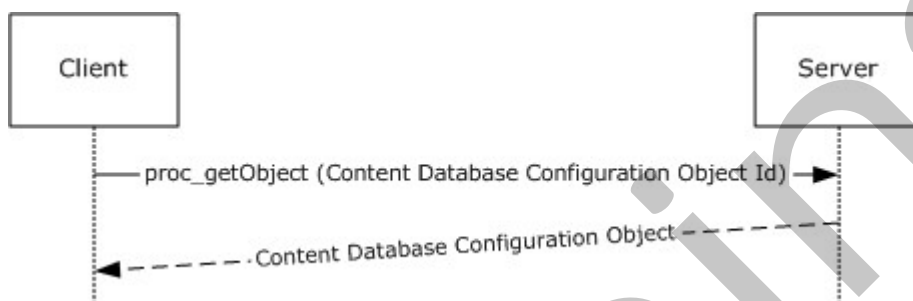 Client
Server
proc_getObject (Content Database Configuration Object Id)
Content Database Configuration Object